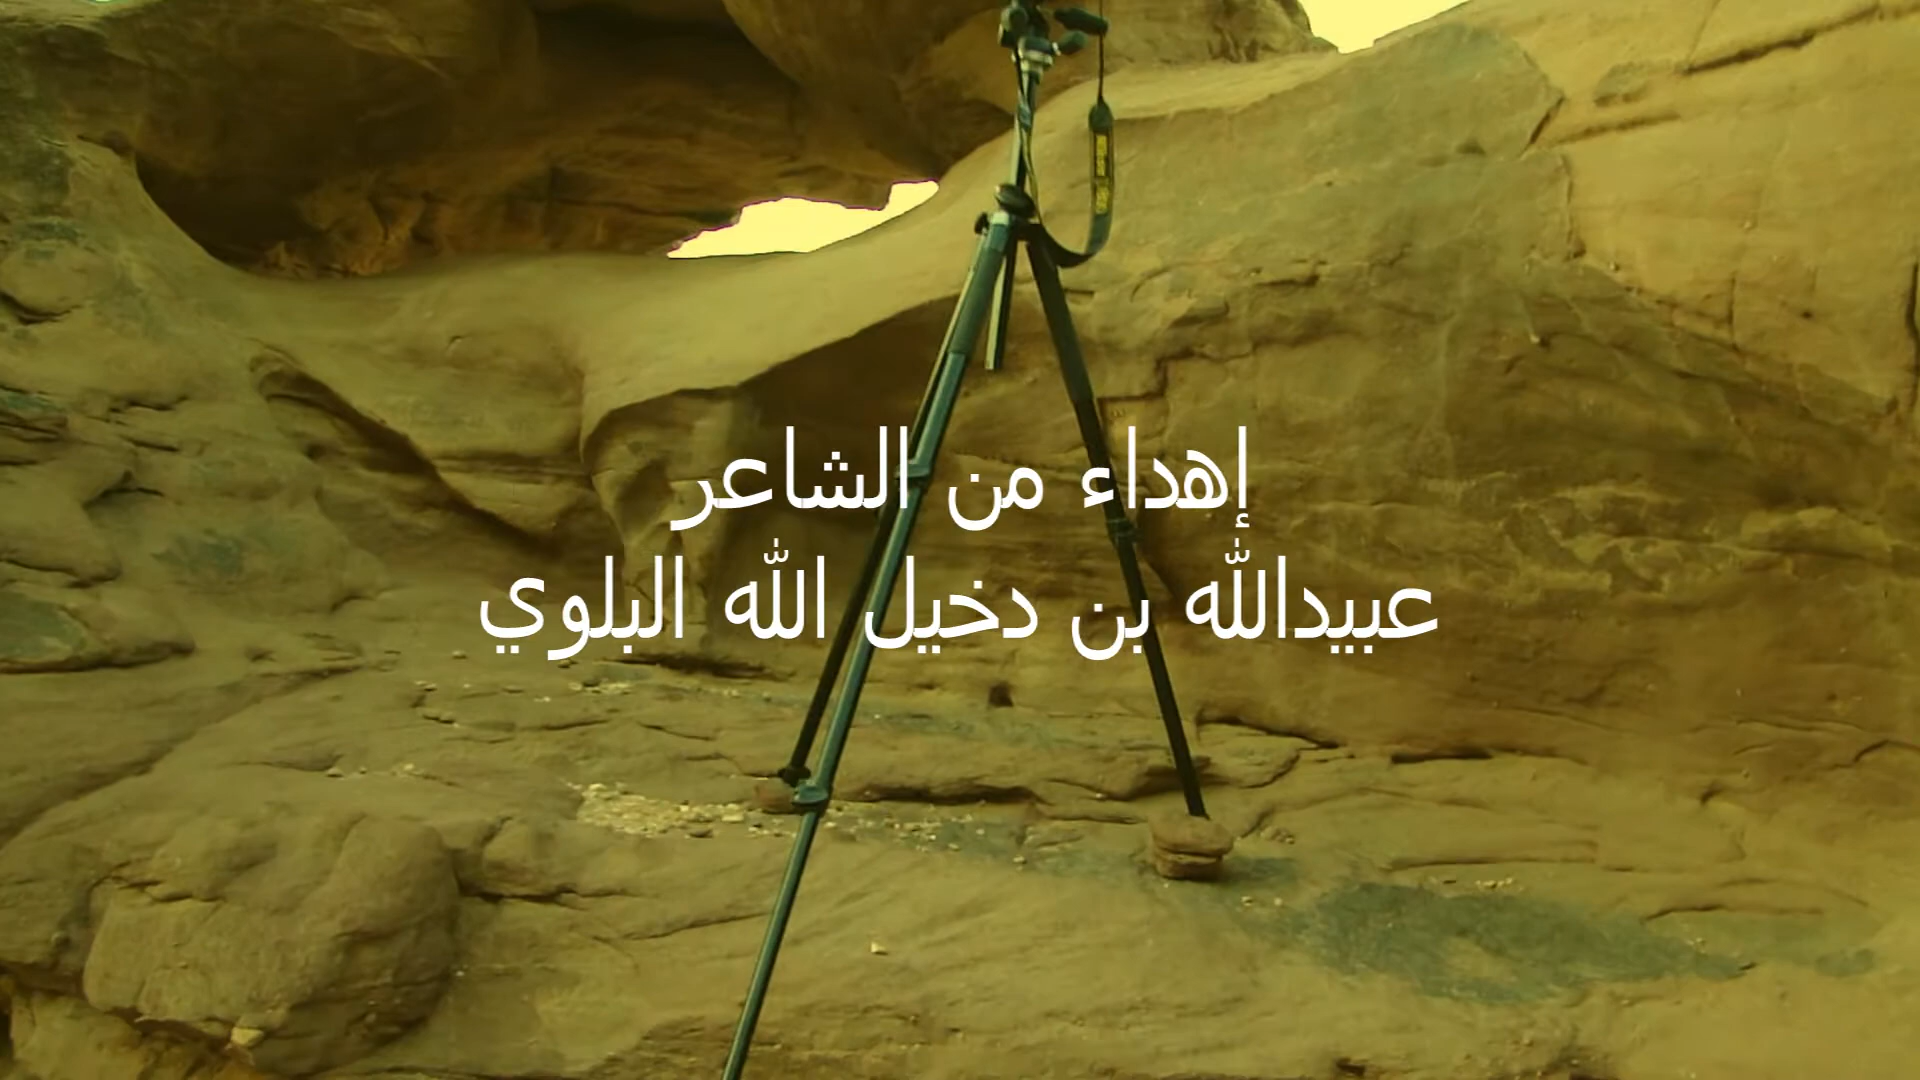 إهداء من الشاعر
عبيدالله بن دخيل الله البلوي